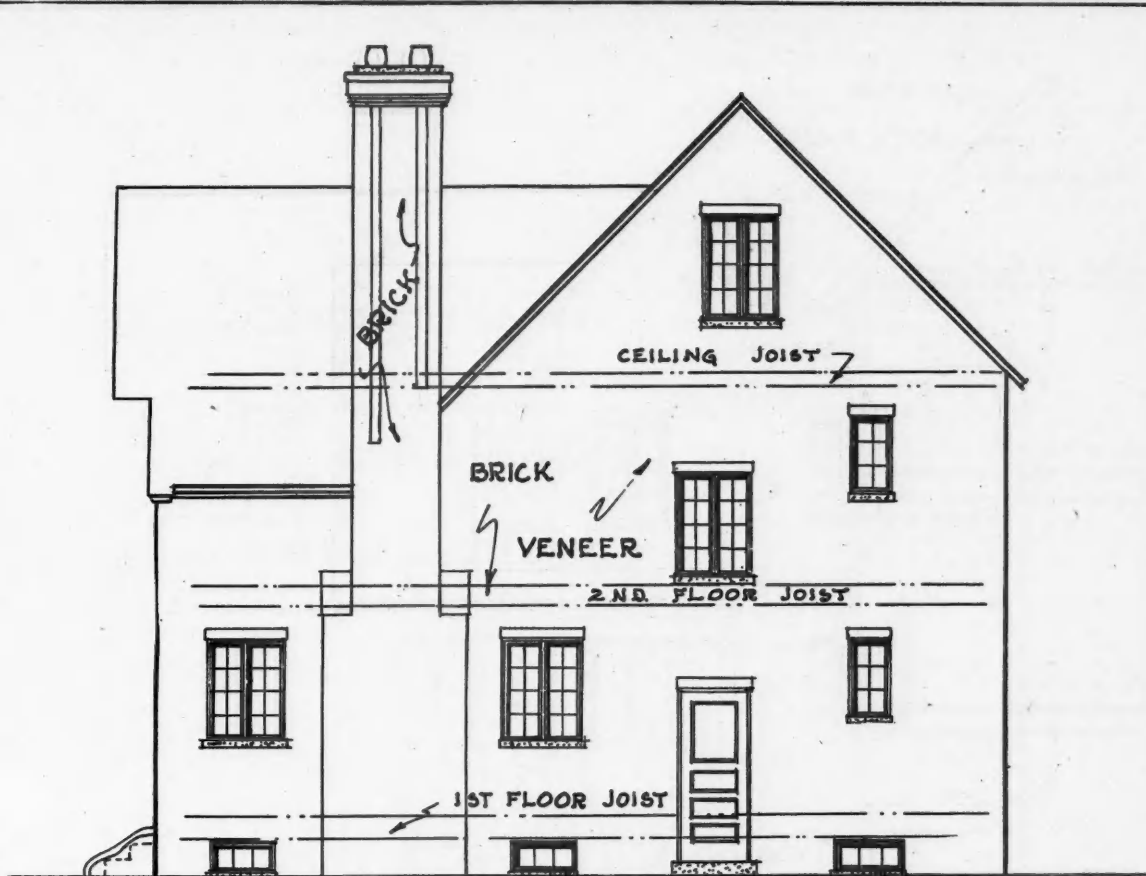 BRICK
CEILING JOIST
BRICK
VENEER
2ND. FLOOR JOIST
1ST FLOOR JOIST